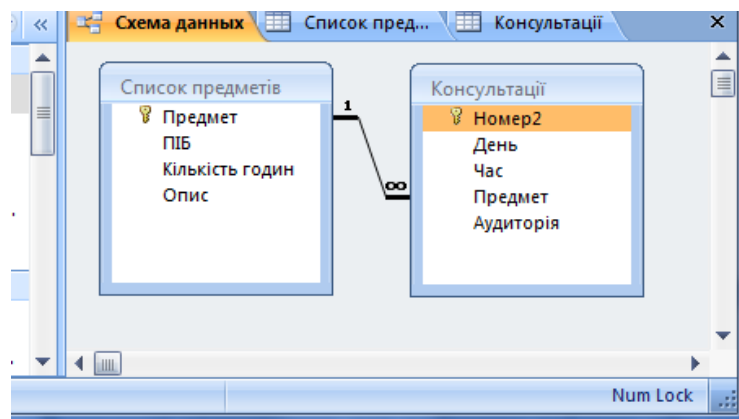 Схема данных
Список пред...
Консультації
Список предметів
Предмет
ПІБ
Кількість годин
Опис
1
∞
Консультації
Номер2
День
Час
Предмет
Аудиторія
Num Lock